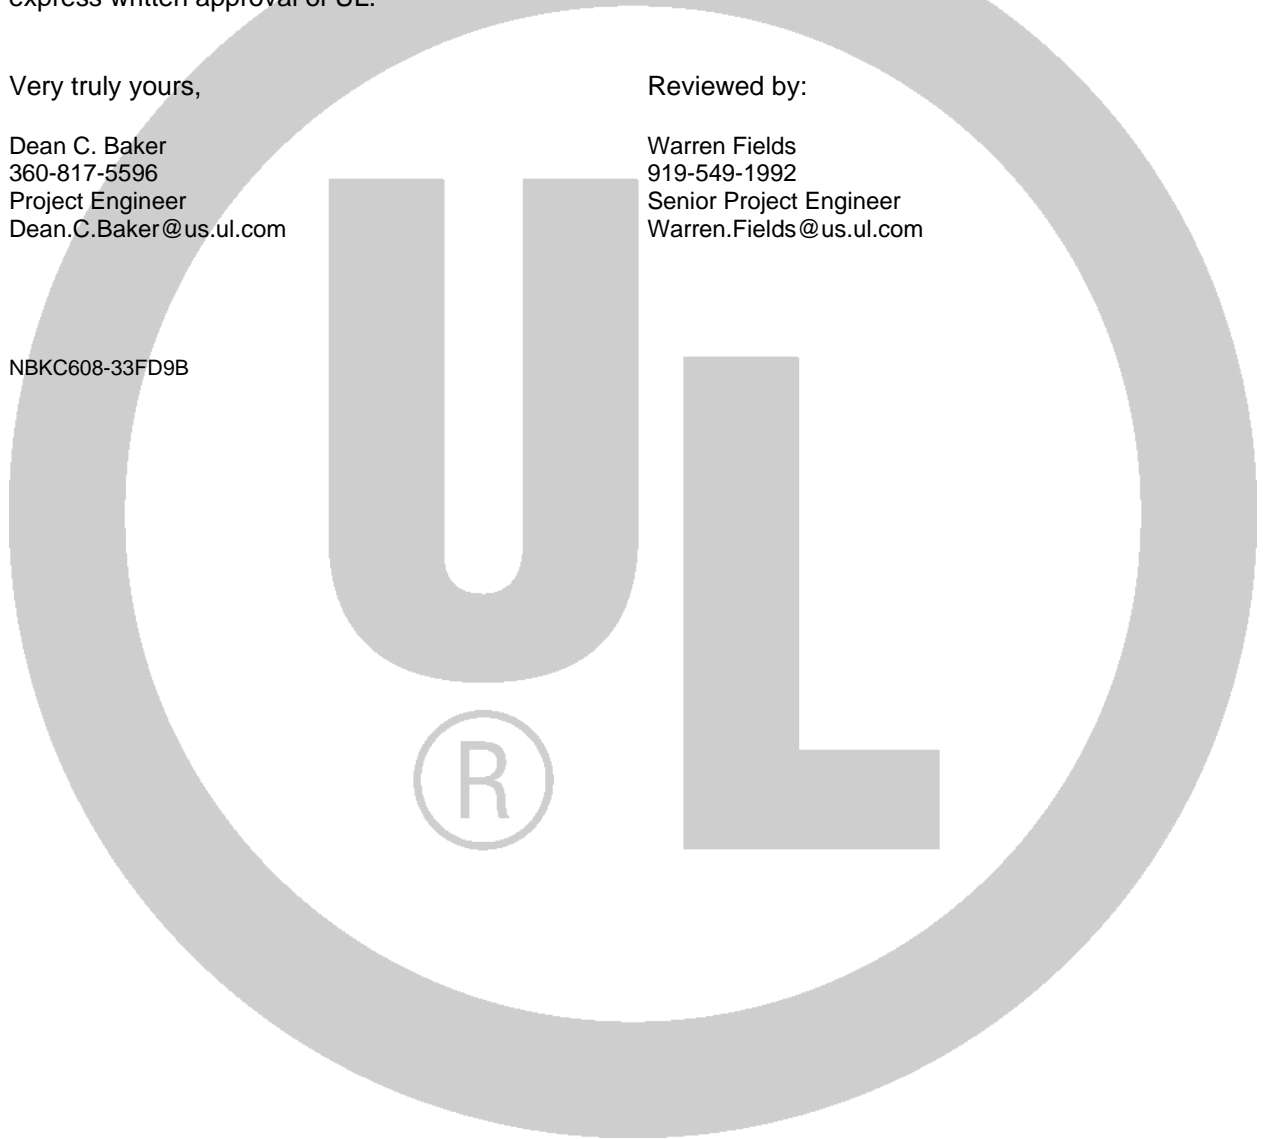 express written approval of UL.
Very truly yours,
Dean C. Baker
360-817-5596
Project Engineer
Dean.C.Baker@us.ul.com
Reviewed by:
Warren Fields
919-549-1992
Senior Project Engineer
Warren.Fields@us.ul.com
NBKC608-33FD9B
UL
®